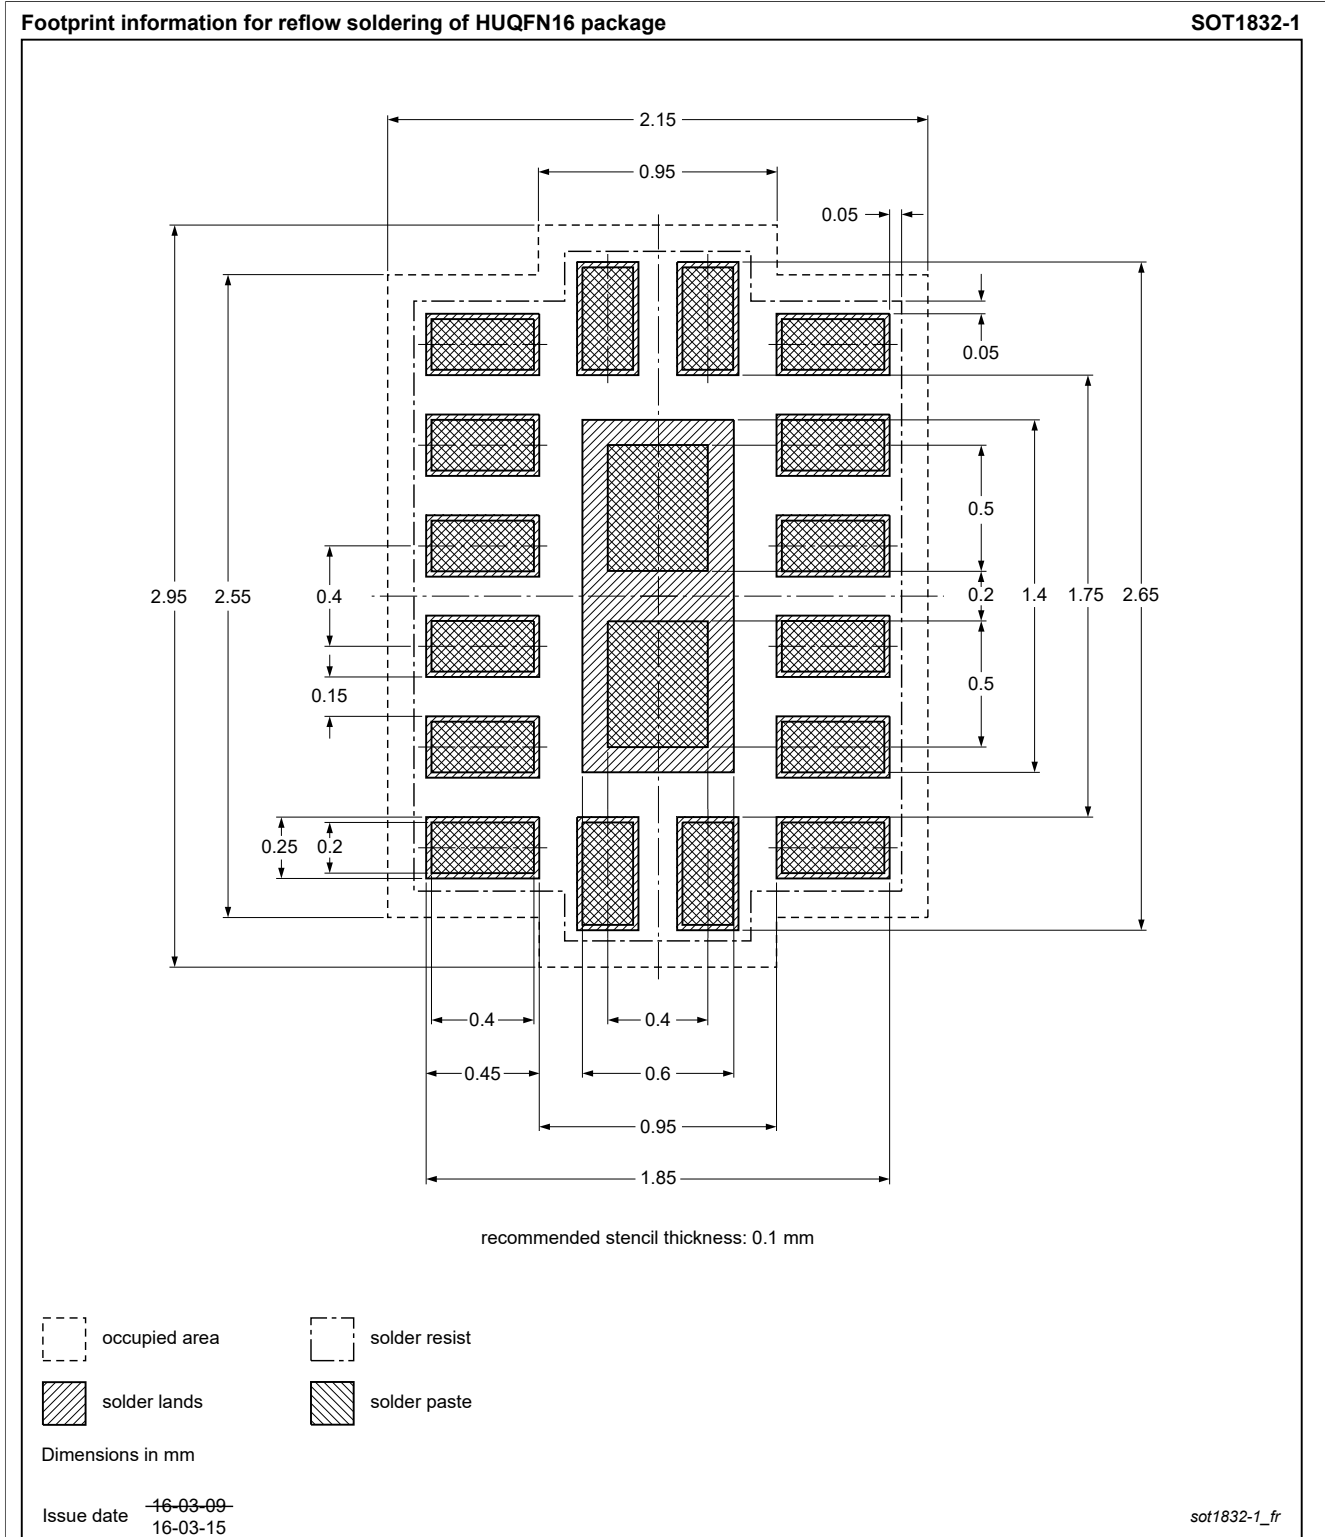 Footprint information for reflow soldering of HUQFN16 package SOT1832-1
2.15
0.95
0.05
0.05
0.5
2.95 2.55 0.4 0.2 1.4 1.75 2.65
0.5
0.15
0.25 0.2
0.4 0.4
0.45 0.6
0.95
1.85
recommended stencil thickness: 0.1 mm
occupied area solder resist
solder lands solder paste
Dimensions in mm
Issue date 16-03-09
16-03-15
sot1832-1_fr